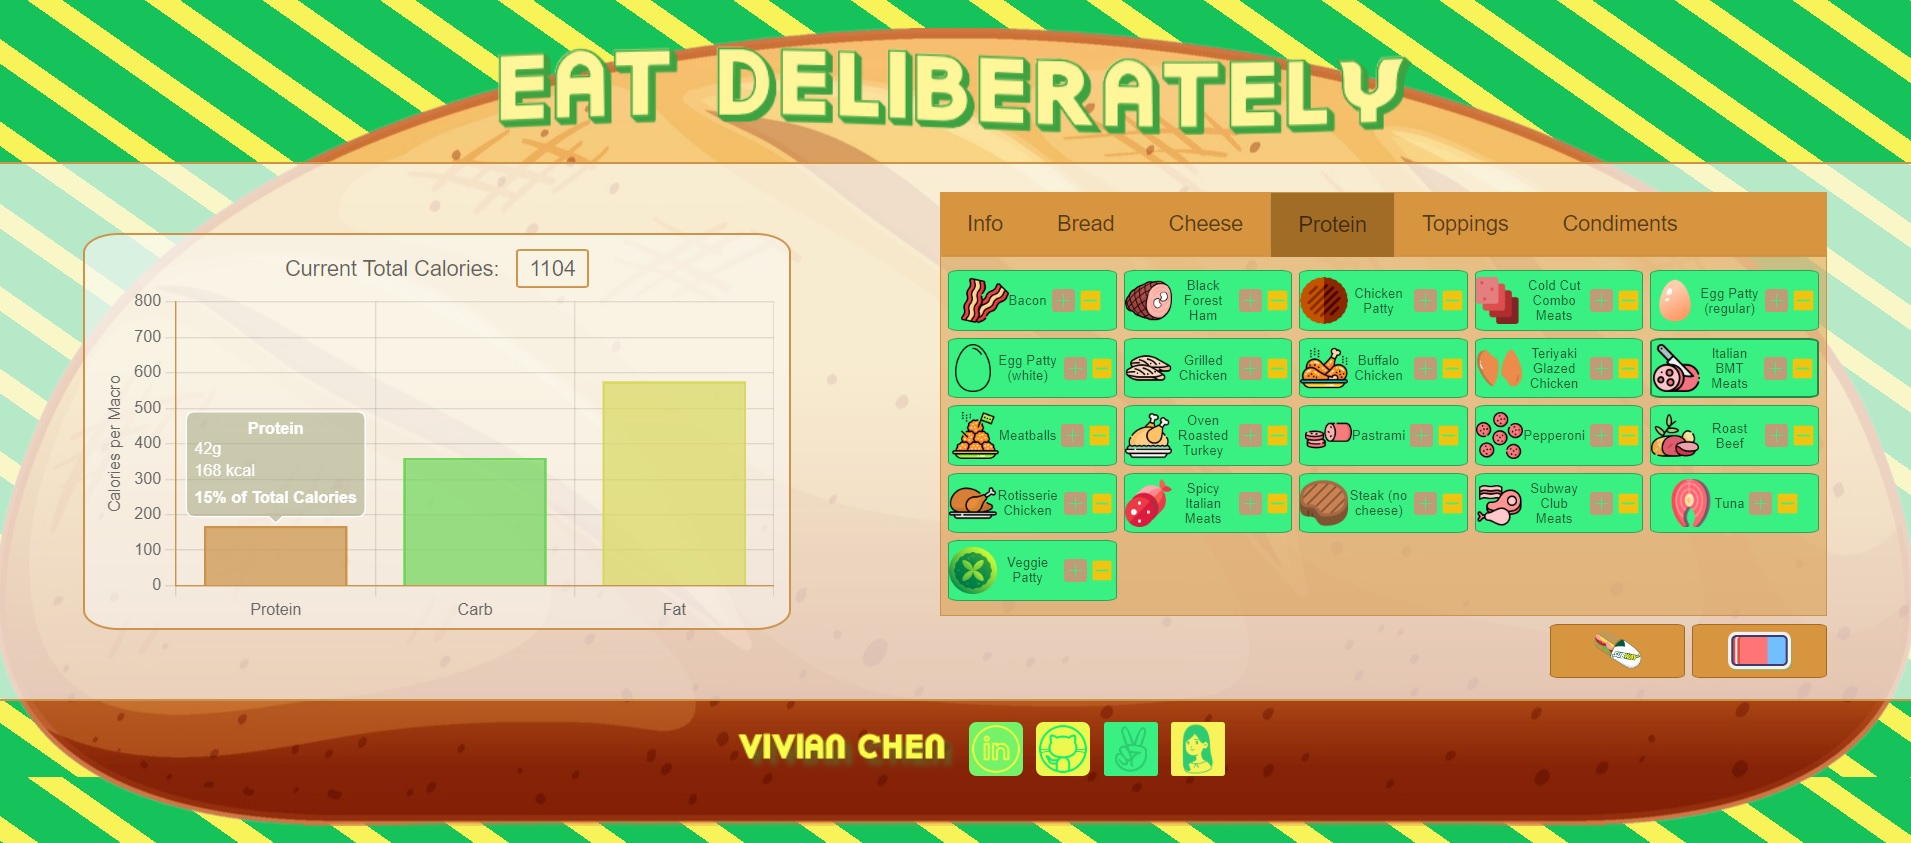 EAT DELIBERATELY
Current Total Calories: 1104
800
700
600
500
400
300
200
100
0
Calories per Macro
Protein
42g
168 kcal
15% of Total Calories
Protein Carb Fat
Info Bread Cheese Protein Toppings Condiments
Bacon
Black
Forest
Ham
Chicken
Patty
Cold Cut
Combo
Meats
Egg Patty
(regular)
Egg Patty
(white)
Grilled
Chicken
Buffalo
Chicken
Teriyaki
Glazed
Chicken
Italian
BMT
Meats
Meatballs
Oven
Roasted
Turkey
Pastrami
Pepperoni
Roast
Beef
Rotisserie
Chicken
Spicy
Italian
Meats
Steak (no
cheese)
Subway
Club
Meats
Tuna
Veggie
Patty
SUBWAY
VIVIAN CHEN
in